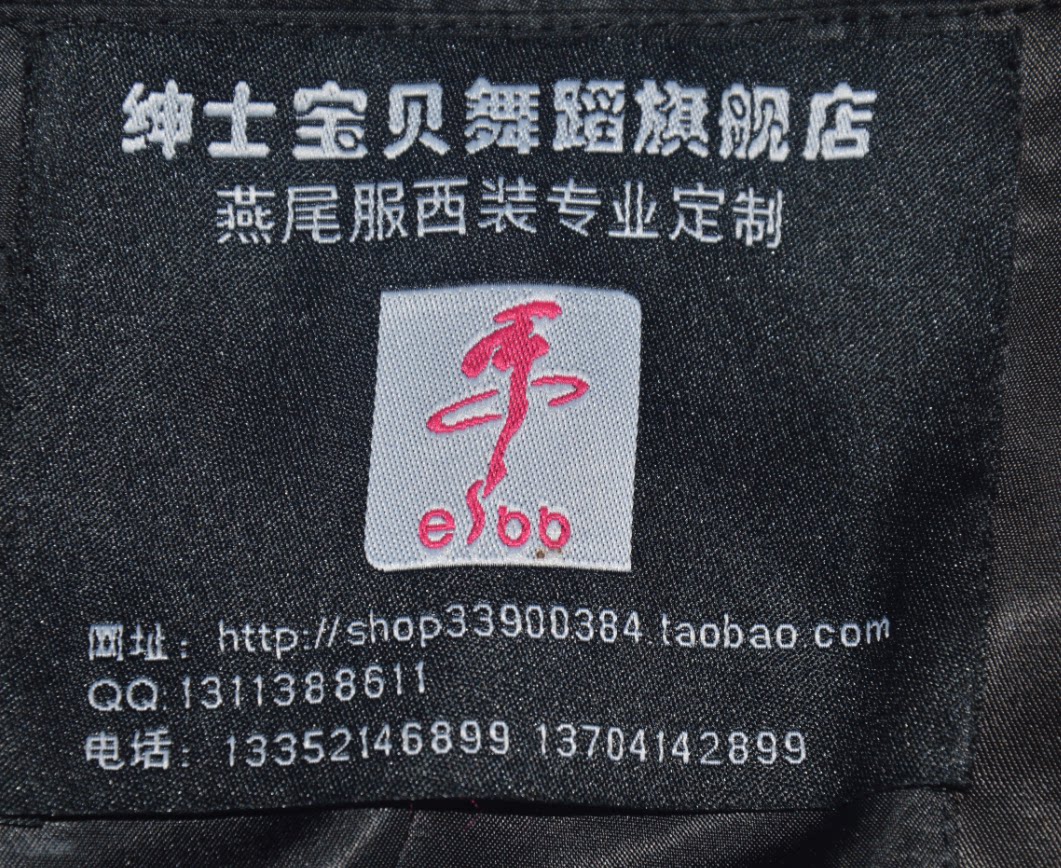 绅士宝贝舞蹈旗舰店
燕尾服西装专业定制
esbb
网址：http://shop33900384.taobao.com
QQ:1311388611
电话：13352146899 13704142899